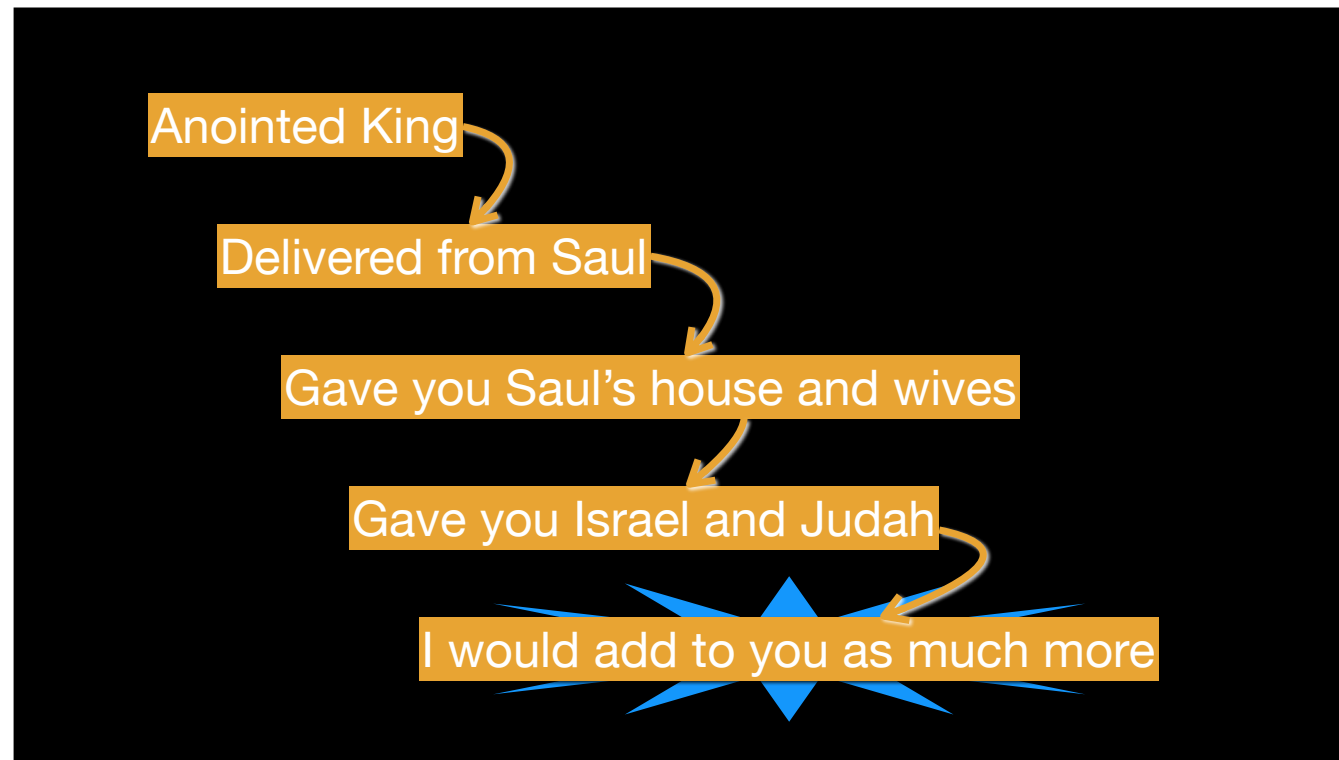 Anointed King
Delivered from Saul
Gave you Saul’s house and wives
Gave you Israel and Judah
I would add to you as much more